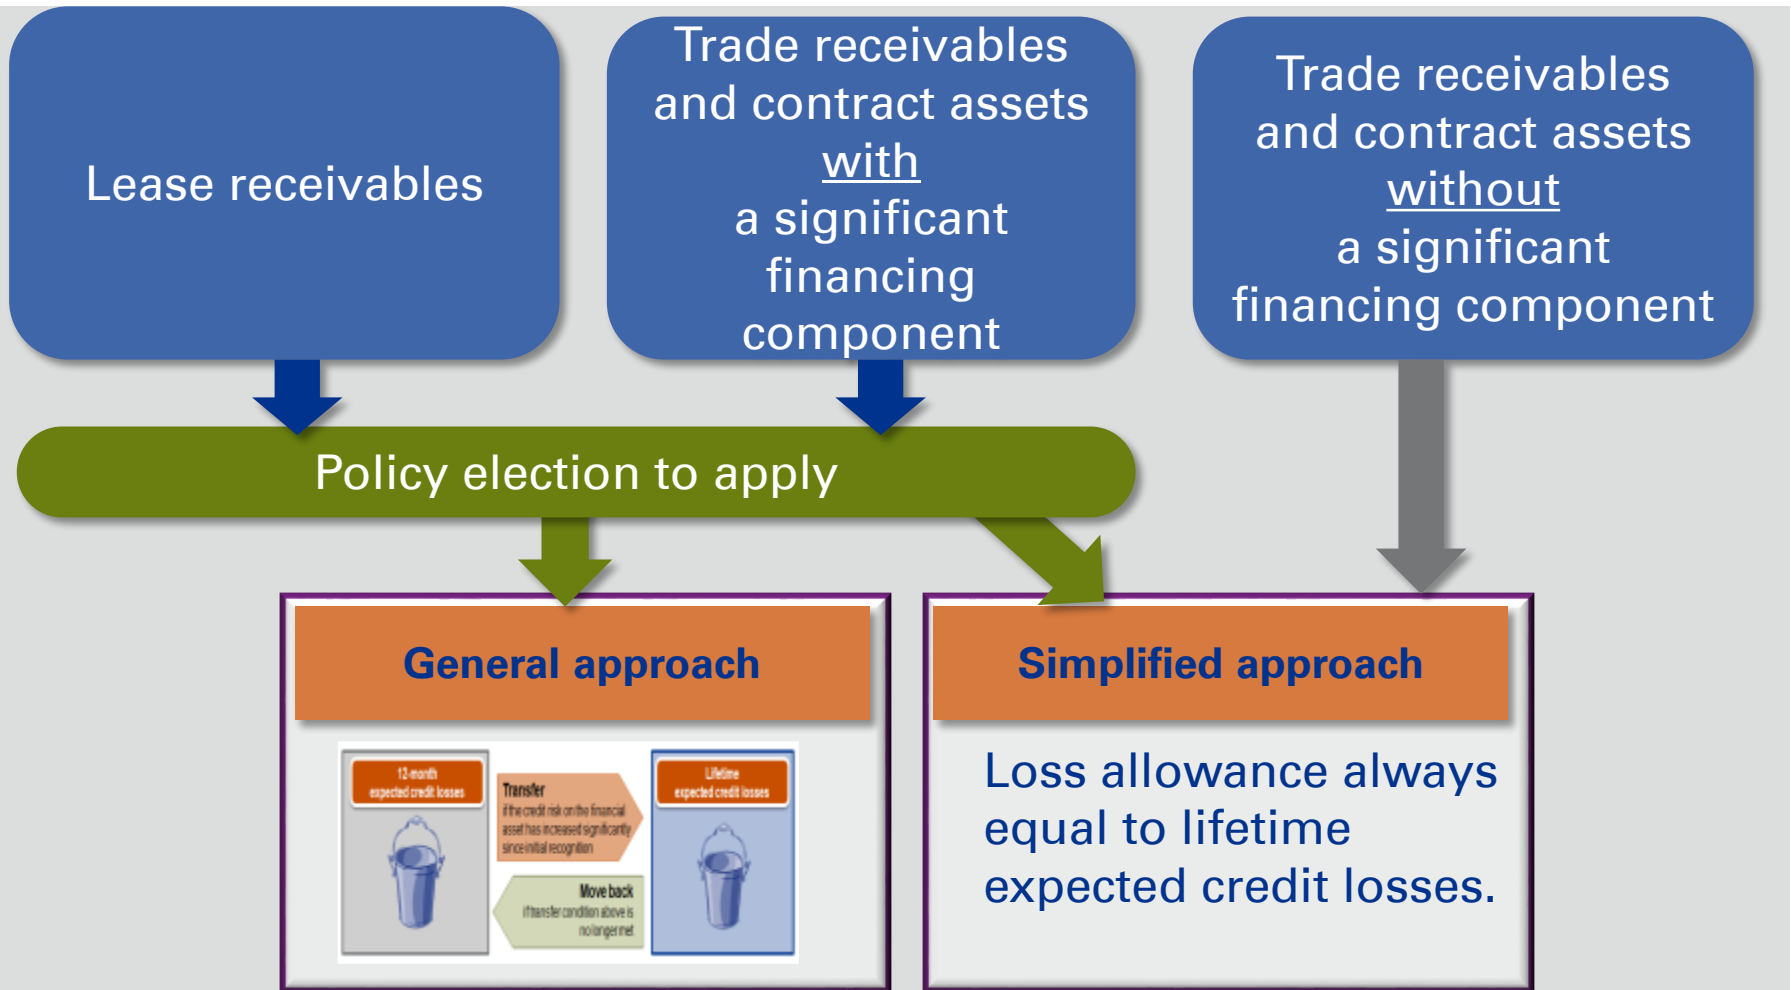 Lease receivables
Trade receivables
and contract assets
with
a significant
financing
component
Trade receivables
and contract assets
without
a significant
financing component
Policy election to apply
General approach
12-month
expected credit losses
Transfer
if the credit risk on the financial
asset has increased significantly
since initial recognition
Lifetime
expected credit losses
Move back
if transfer condition above is
no longer met
Simplified approach
Loss allowance always
equal to lifetime
expected credit losses.